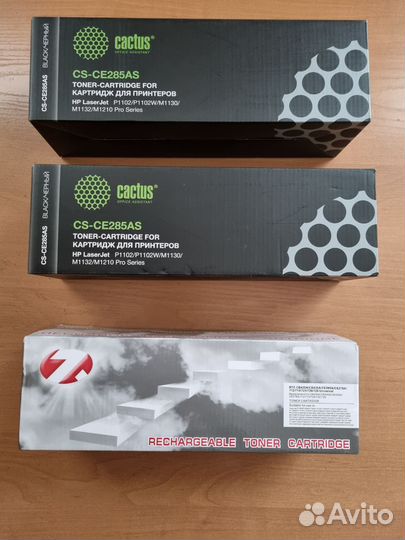 CS-CE285AS BLACK/ЧЕРНЫЙ
cactus
OFFICE ASSISTANT
CS-CE285AS
TONER-CARTRIDGE FOR
КАРТРИДЖ ДЛЯ ПРИНТЕРОВ
HP LaserJet P1102/P1102W/M1130/
M1132/M1210 Pro Series
CS-CE285AS BLACK/ЧЕРНЫЙ
cactus
OFFICE ASSISTANT
CS-CE285AS
TONER-CARTRIDGE FOR
КАРТРИДЖ ДЛЯ ПРИНТЕРОВ
HP LaserJet P1102/P1102W/M1130/
M1132/M1210 Pro Series
7
RECHARGEABLE TONER CARTRIDGE
Avito